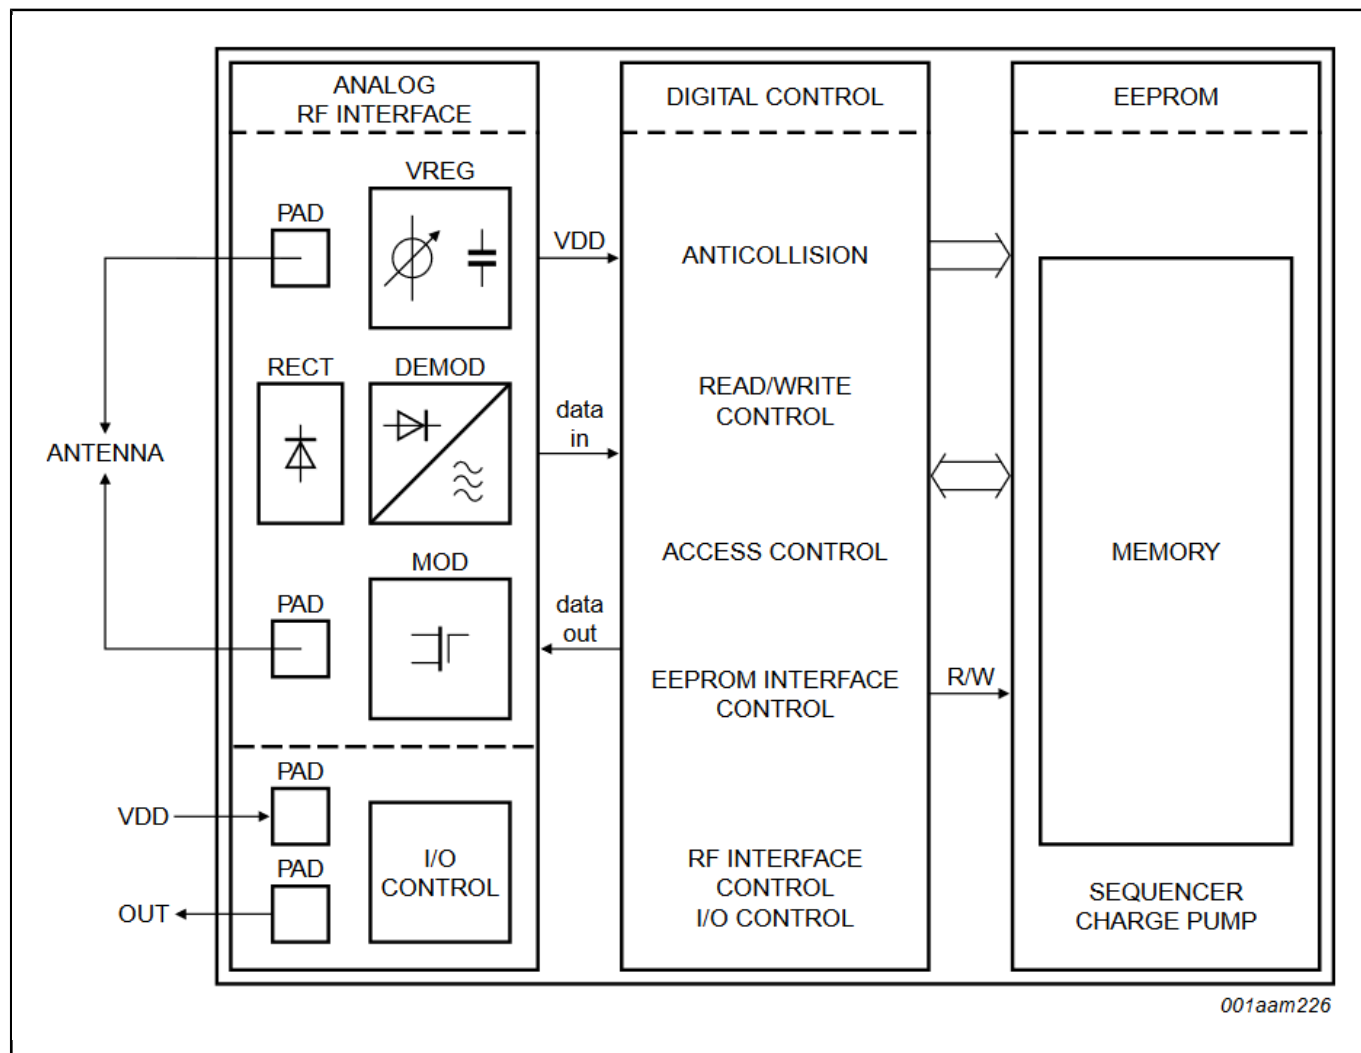 ANALOG
RF INTERFACE
DIGITAL CONTROL
EEPROM
VREG
PAD
VDD
ANTICOLLISION
RECT
DEMOD
data
in
READ/WRITE
CONTROL
ANTENNA
MOD
PAD
data
out
ACCESS CONTROL
MEMORY
EEPROM INTERFACE
CONTROL
R/W
PAD
VDD
PAD
OUT
I/O
CONTROL
RF INTERFACE
CONTROL
I/O CONTROL
SEQUENCER
CHARGE PUMP
001aam226